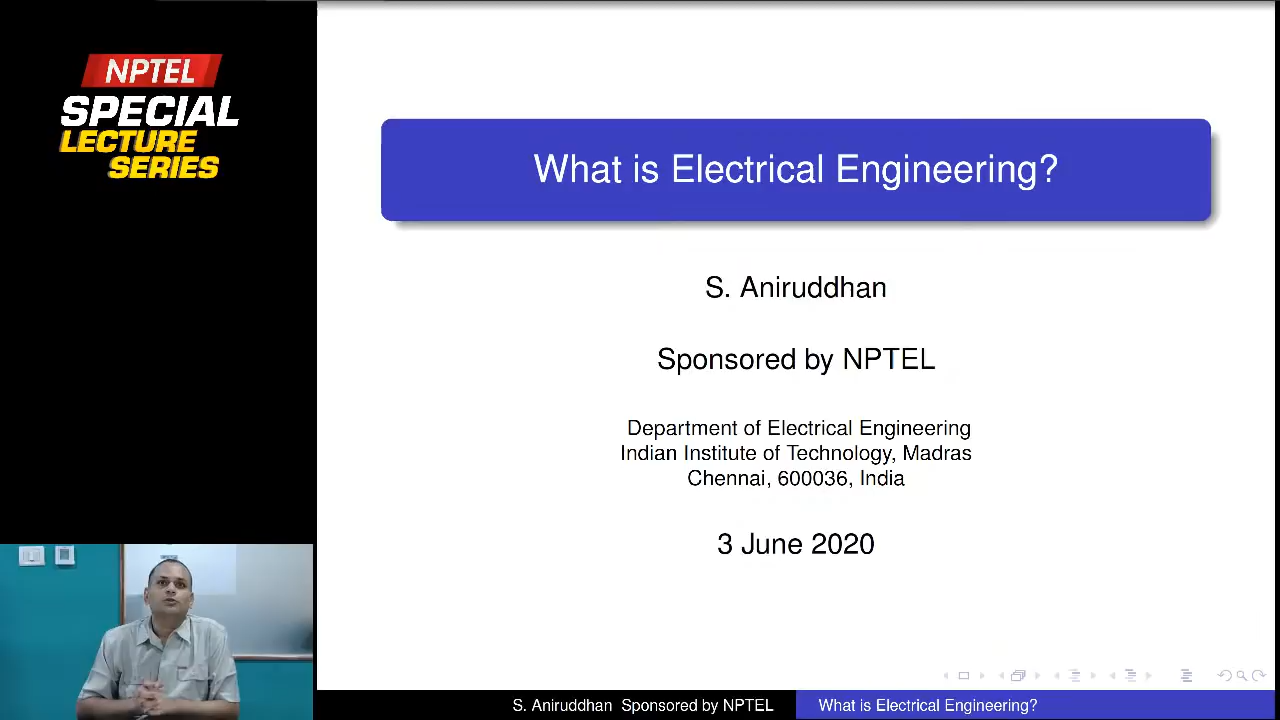 NPTEL
SPECIAL
LECTURE
SERIES
What is Electrical Engineering?
S. Aniruddhan
Sponsored by NPTEL
Department of Electrical Engineering
Indian Institute of Technology, Madras
Chennai, 600036, India
3 June 2020
S. Aniruddhan Sponsored by NPTEL
What is Electrical Engineering?